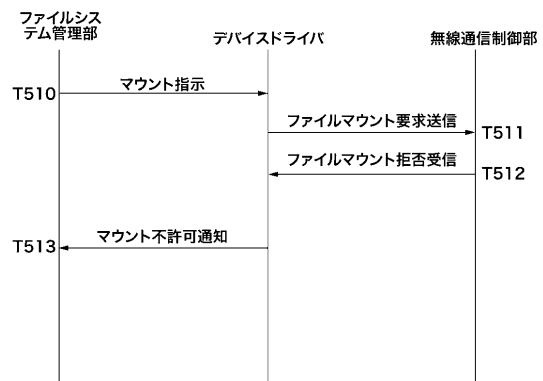 ファイルシス
テム管理部
デバイスドライバ
無線通信制御部
T510
マウント指示
ファイルマウント要求送信
T511
ファイルマウント拒否受信
T512
T513
マウント不許可通知